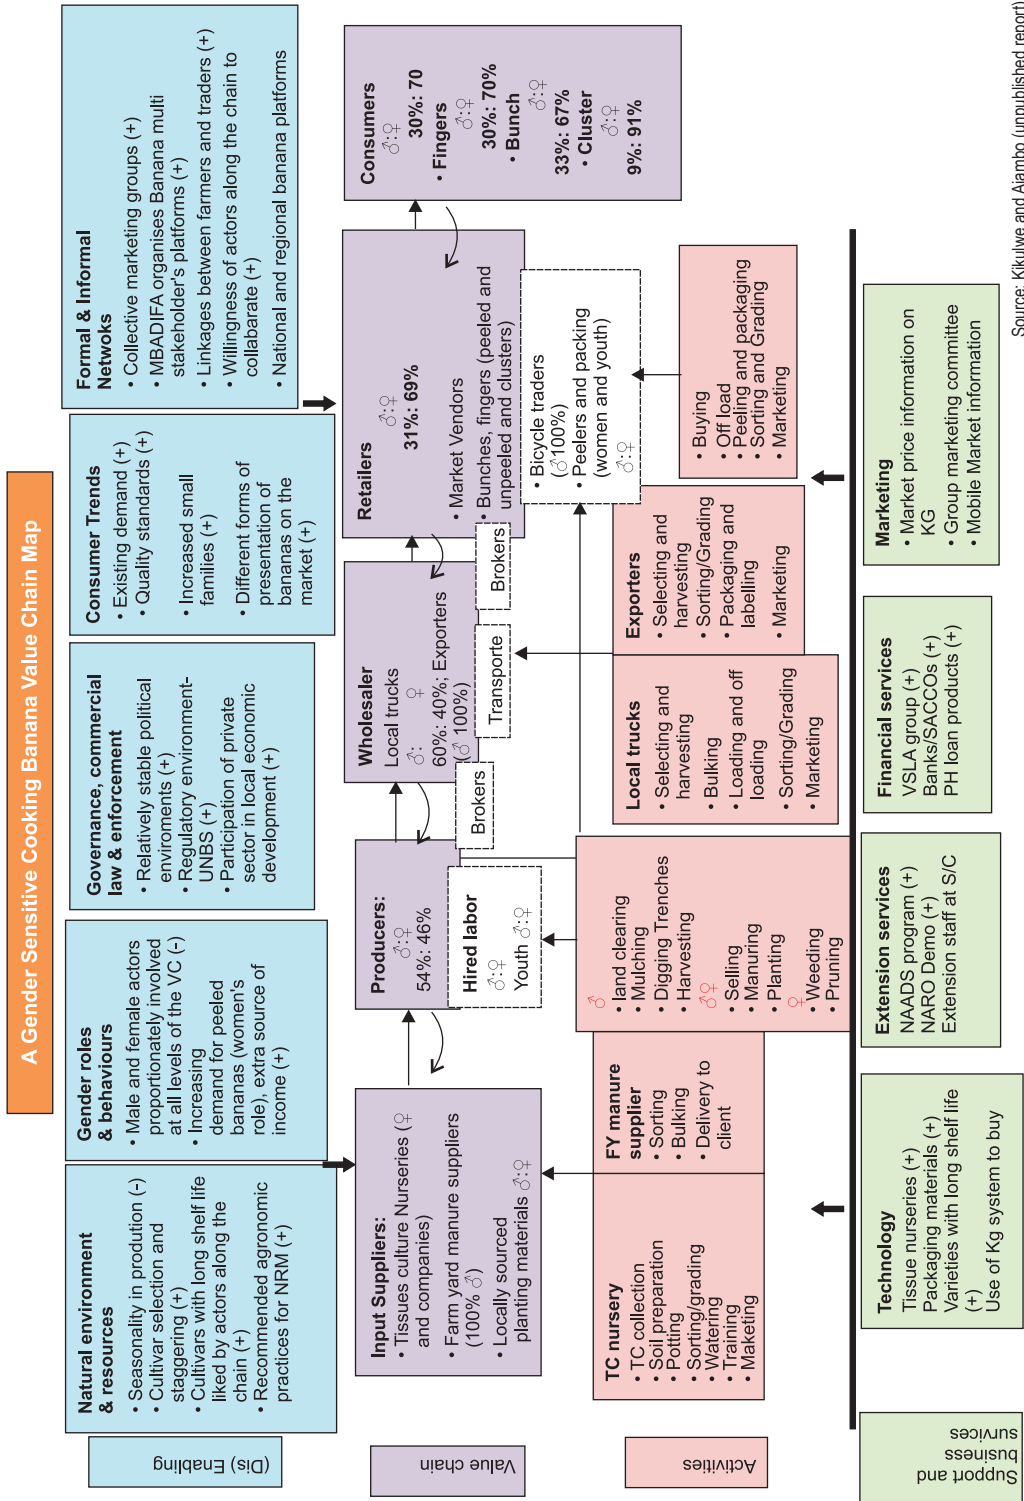 A Gender Sensitive Cooking Banana Value Chain Map
(Dis) Enabling
Natural environment
& resources
• Seasonality in production (-)
• Cultivar selection and
staggering (+)
• Cultivars with long shelf life
liked by actors along the
chain (+)
• Recommended agronomic
practices for NRM (+)
Gender roles
& behaviours
• Male and female actors
proportionately involved
at all levels of the VC (-)
• Increasing
demand for peeled
bananas (women's
role), extra source of
income (+)
Governance, commercial
law & enforcement
• Relatively stable political
enviroments (+)
• Regulatory environment-
UNBS (+)
• Participation of private
sector in local economic
development (+)
Consumer Trends
• Existing demand (+)
• Quality standards (+)
• Increased small
families (+)
• Different forms of
presentation of
bananas on the
market (+)
Formal & Informal
Netwoks
• Collective marketing groups (+)
• MBADIFA organises Banana multi
stakeholder's platforms (+)
• Linkages between farmers and traders (+)
• Willingness of actors along the chain to
collabarate (+)
• National and regional banana platforms
Value chain
Input Suppliers:
• Tissues culture Nurseries (♀
and companies)
• Farm yard manure suppliers
(100% ♂)
• Locally sourced
planting materials ♂:♀
Producers:
♂:♀
54%: 46%
Hired labor
♂:♀
Youth ♂:♀
Brokers
Wholesaler
Local trucks
♂: ♀
60%: 40%; Exporters
(♂ 100%)
Transporte
Brokers
Retailers
♂:♀
31%: 69%
• Market Vendors
• Bunches, fingers (peeled and
unpeeled and clusters)
• Bicycle traders
(♂100%)
• Peelers and packing
(women and youth)
♂:♀
Consumers
♂:♀
30%: 70
• Fingers
♂:♀
30%: 70%
• Bunch
♂:♀
33%: 67%
• Cluster
♂:♀
9%: 91%
Activities
TC nursery
• TC collection
• Soil preparation
• Potting
• Sorting/grading
• Watering
• Training
• Maketing
FY manure
supplier
• Sorting
• Bulking
• Delivery to
client
♂
• land clearing
• Mulching
• Digging Trenches
• Harvesting
♂♀
• Selling
• Manuring
• Planting
♀
• Weeding
• Pruning
Local trucks
• Selecting and
harvesting
• Bulking
• Loading and off
loading
• Sorting/Grading
• Marketing
Exporters
• Selecting and
harvesting
• Sorting/Grading
• Packaging and
labelling
• Marketing
• Buying
• Off load
• Peeling and packaging
• Sorting and Grading
• Marketing
Support and
business
survices
Technology
Tissue nurseries (+)
Packaging materials (+)
Varieties with long shelf life
(+)
Use of Kg system to buy
Extension services
NAADS program (+)
NARO Demo (+)
Extension staff at S/C
Financial services
VSLA group (+)
Banks/SACCOs (+)
PH loan products (+)
Marketing
• Market price information on
KG
• Group marketing committee
• Mobile Market information
Source: Kikulwe and Ajambo (unpublished report)